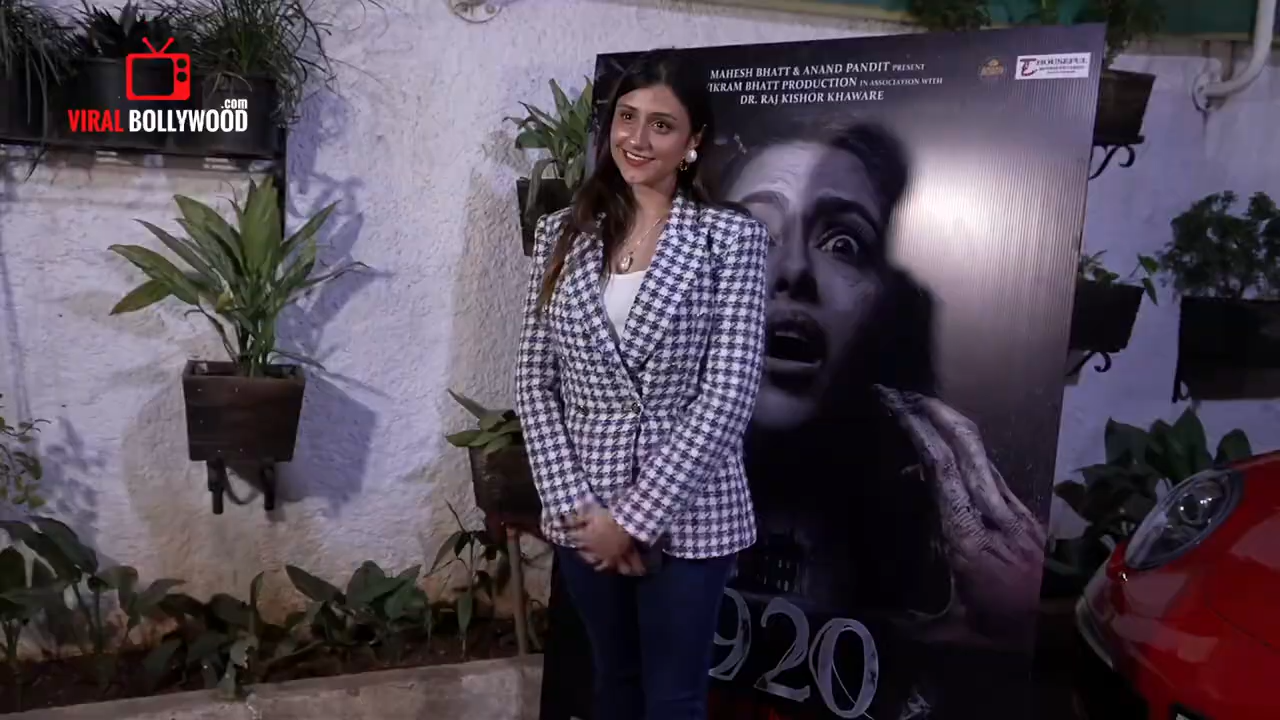 VIRAL BOLLYWOOD
.com
MAHESH BHATT & ANAND PANDIT PRESENT
IKRAM BHATT PRODUCTION IN ASSOCIATION WITH
DR. RAJ KISHOR KHAWARE
HOUSEFUL
920